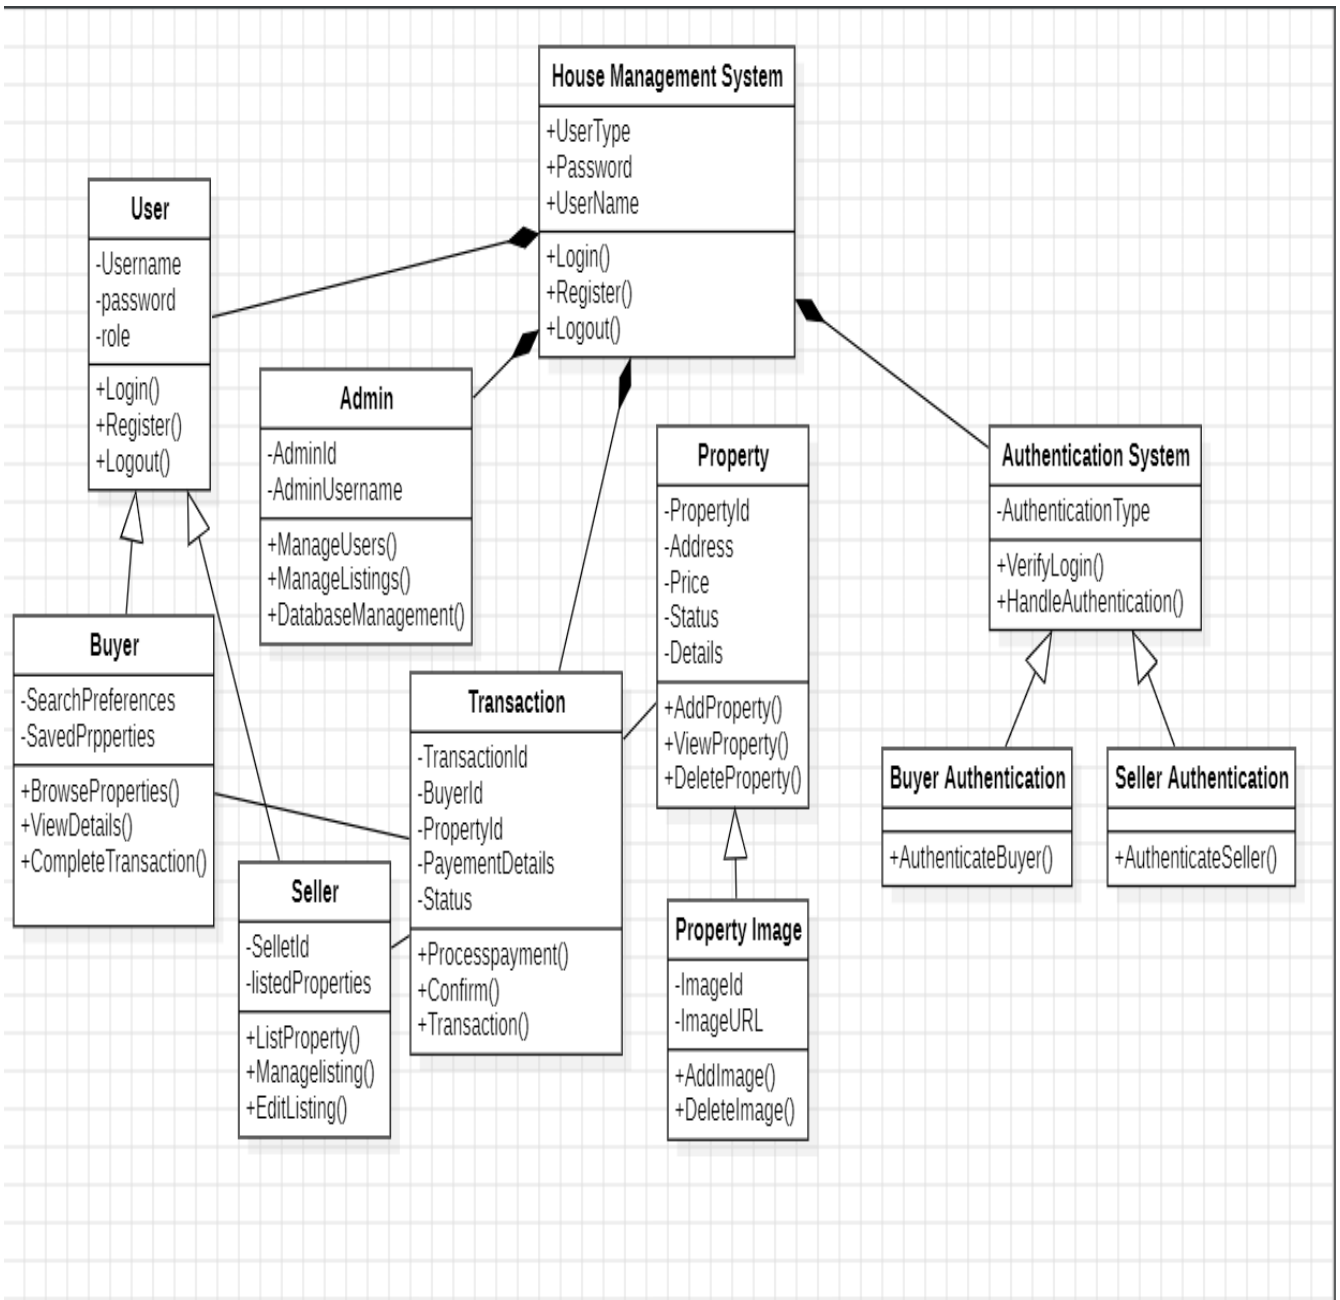 House Management System
+UserType
+Password
+UserName
+Login()
+Register()
+Logout()
User
-Username
-password
-role
+Login()
+Register()
+Logout()
Admin
-AdminId
-AdminUsername
+ManageUsers()
+ManageListings()
+DatabaseManagement()
Property
-PropertyId
-Address
-Price
-Status
-Details
+AddProperty()
+ViewProperty()
+DeleteProperty()
Authentication System
-AuthenticationType
+VerifyLogin()
+HandleAuthentication()
Buyer
-SearchPreferences
-SavedPrpperties
+BrowseProperties()
+ViewDetails()
+CompleteTransaction()
Transaction
-TransactionId
-BuyerId
-PropertyId
-PayementDetails
-Status
+Processpayment()
+Confirm()
+Transaction()
Buyer Authentication
+AuthenticateBuyer()
Seller Authentication
+AuthenticateSeller()
Seller
-SelletId
-listedProperties
+ListProperty()
+Managelisting()
+EditListing()
Property Image
-ImageId
-ImageURL
+AddImage()
+DeleteImage()